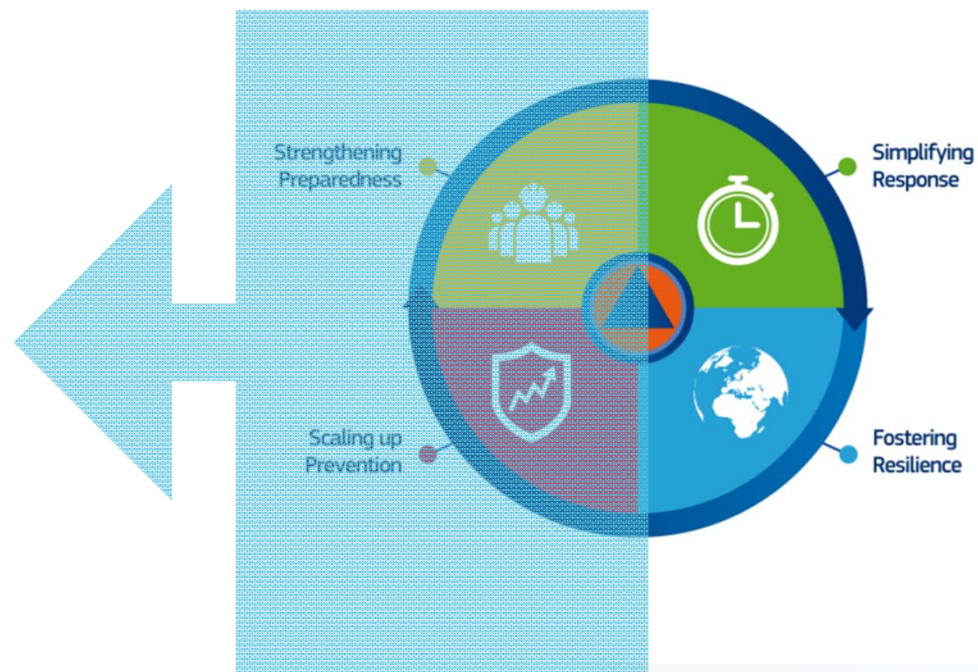 Strengthening
Preparedness
Simplifying
Response
Scaling up
Prevention
Fostering
Resilience